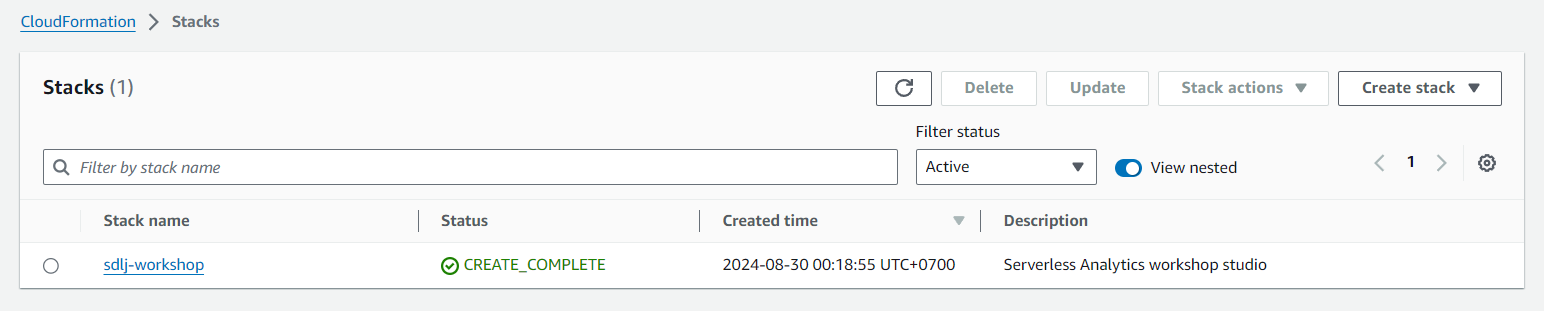 CloudFormation > Stacks
Stacks (1)
Delete Update Stack actions Create stack
Filter status
Filter by stack name Active View nested 1
Stack name Status Created time Description
sdlj-workshop CREATE_COMPLETE 2024-08-30 00:18:55 UTC+0700 Serverless Analytics workshop studio